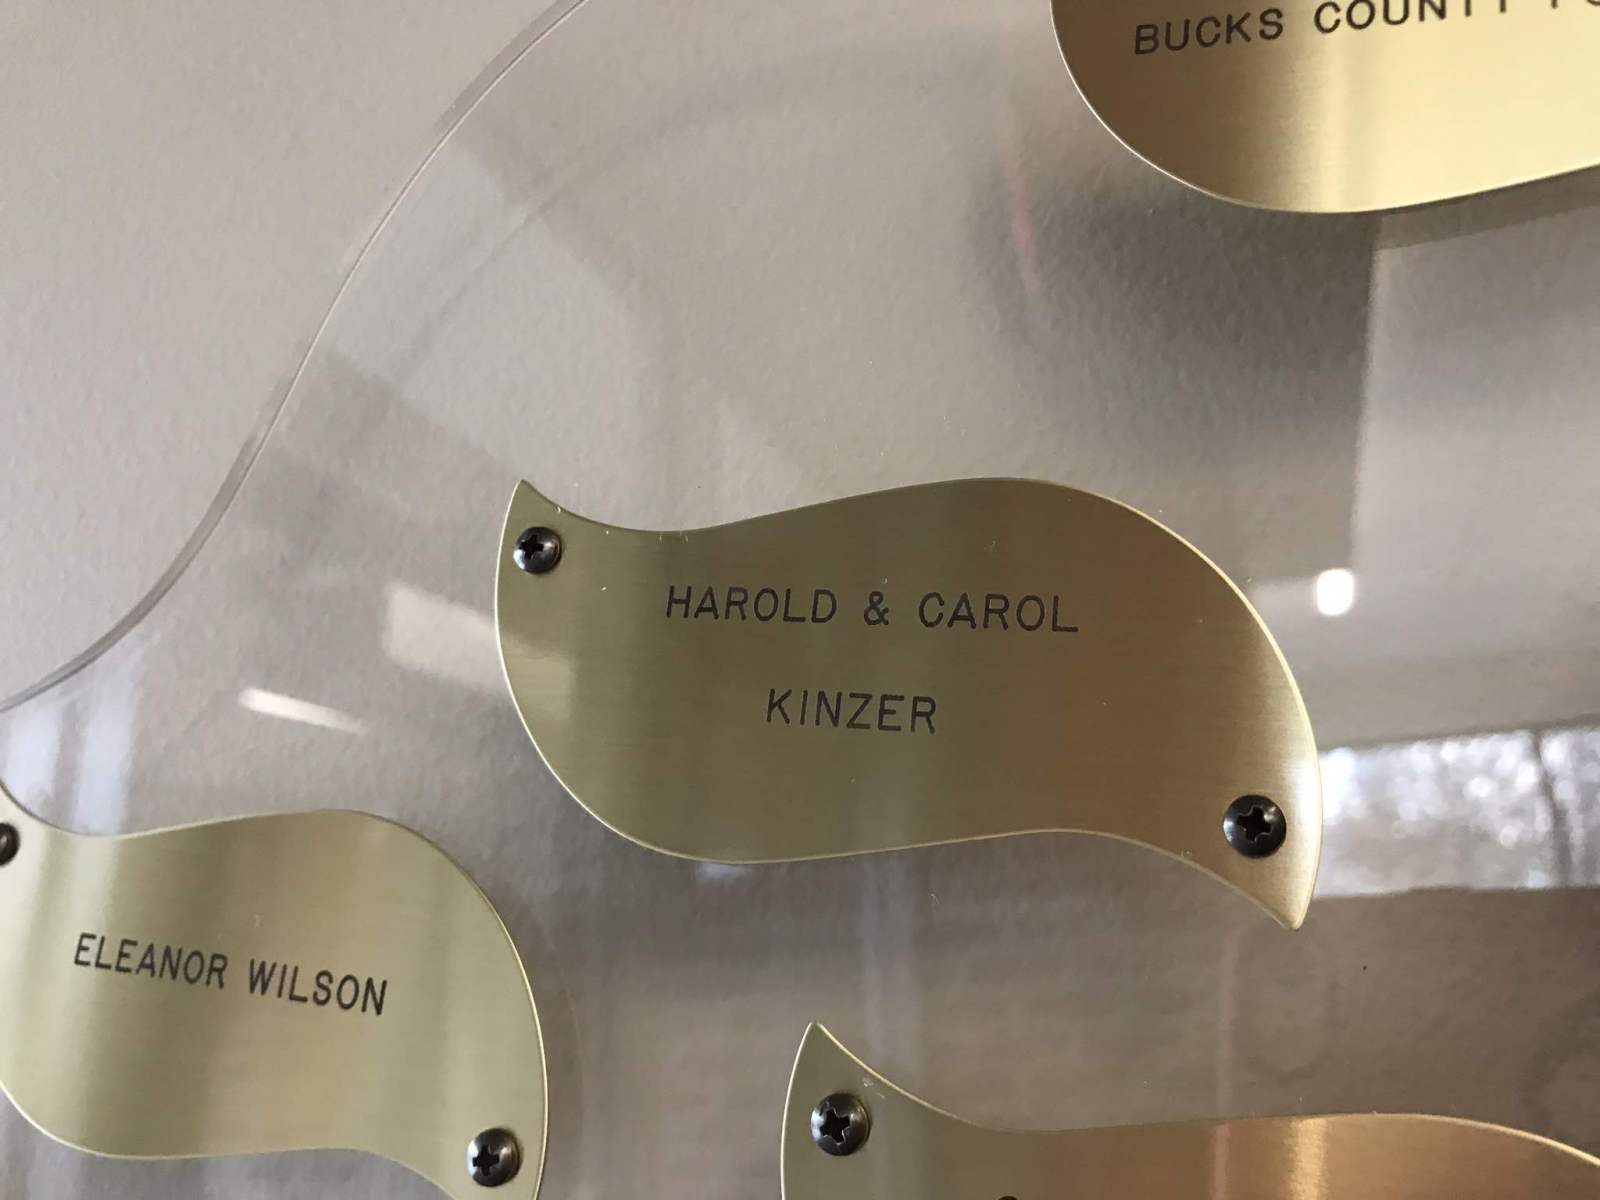 BUCKS COUNTY
HAROLD & CAROL
KINZER
ELEANOR WILSON